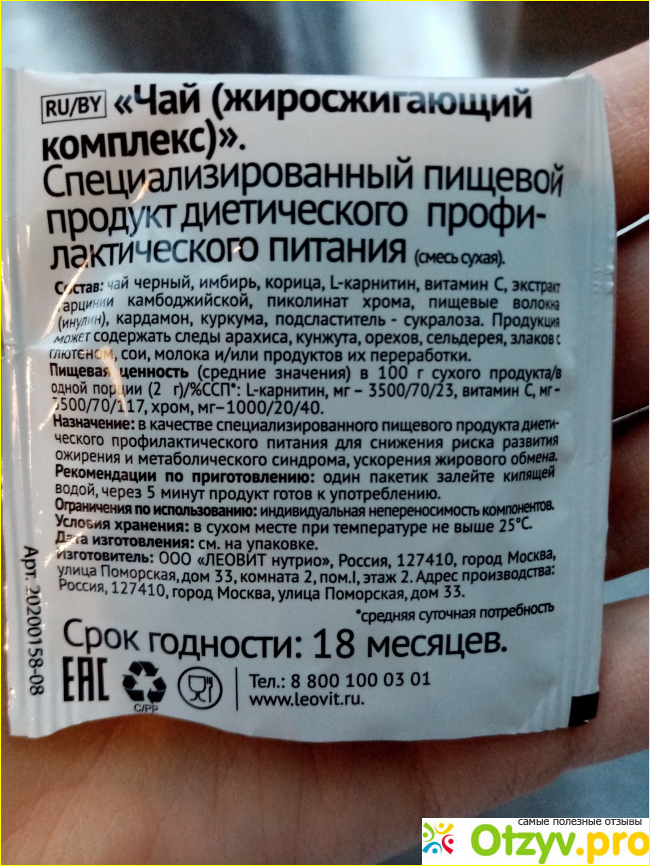 RU/BY «Чай (жиросжигающий
комплекс)».
Специализированный пищевой
продукт диетического профи-
лактического питания (смесь сухая).
Состав: чай черный, имбирь, корица, L-карнитин, витамин С, экстракт
гарцинии камбоджийской, пиколинат хрома, пищевые волокна
(инулин), кардамон, куркума, подсластитель - сукралоза. Продукция
может содержать следы арахиса, кунжута, орехов, сельдерея, злаков с
глютеном, сои, молока и/или продуктов их переработки.
Пищевая ценность (средние значения) в 100 г сухого продукта/в
одной порции (2 г)/%ССП*: L-карнитин, мг – 3500/70/23, витамин С, мг-
3500/70/117, хром, мг–1000/20/40.
Назначение: в качестве специализированного пищевого продукта диети-
ческого профилактического питания для снижения риска развития
ожирения и метаболического синдрома, ускорения жирового обмена.
Рекомендации по приготовлению: один пакетик залейте кипящей
водой, через 5 минут продукт готов к употреблению.
Ограничения по использованию: индивидуальная непереносимость компонентов.
Условия хранения: в сухом месте при температуре не выше 25°С.
Дата изготовления: см. на упаковке.
Изготовитель: ООО «ЛЕОВИТ нутрио», Россия, 127410, город Москва,
улица Поморская,дом 33, комната 2, пом.I, этаж 2. Адрес производства:
Россия, 127410, город Москва, улица Поморская, дом 33.
*средняя суточная потребность
Срок годности: 18 месяцев.
EAC
C/PP
Тел.: 8 800 100 03 01
www.leovit.ru.
Арт. 20200158-08
самые полезные отзывы
Otzyv.pro